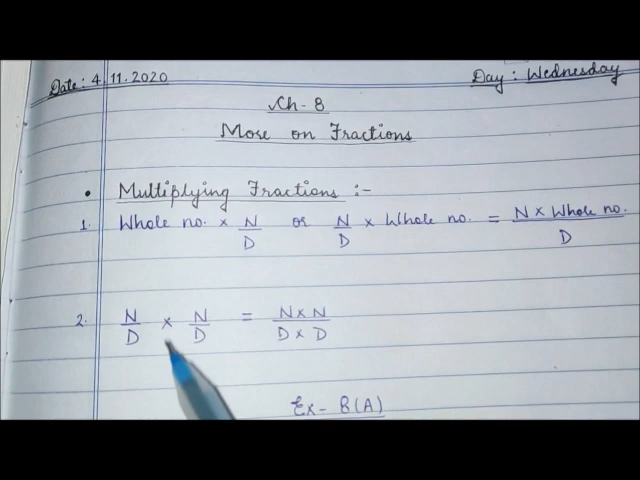 Date: 4.11.2020 Day: Wednesday
Ch-8
More on Fractions
• Multiplying Fractions :-
1. Whole no. × N/D or N/D × Whole no. = N × Whole no./D
2. N/D × N/D = N×N/D×D
Ex- 8(A)